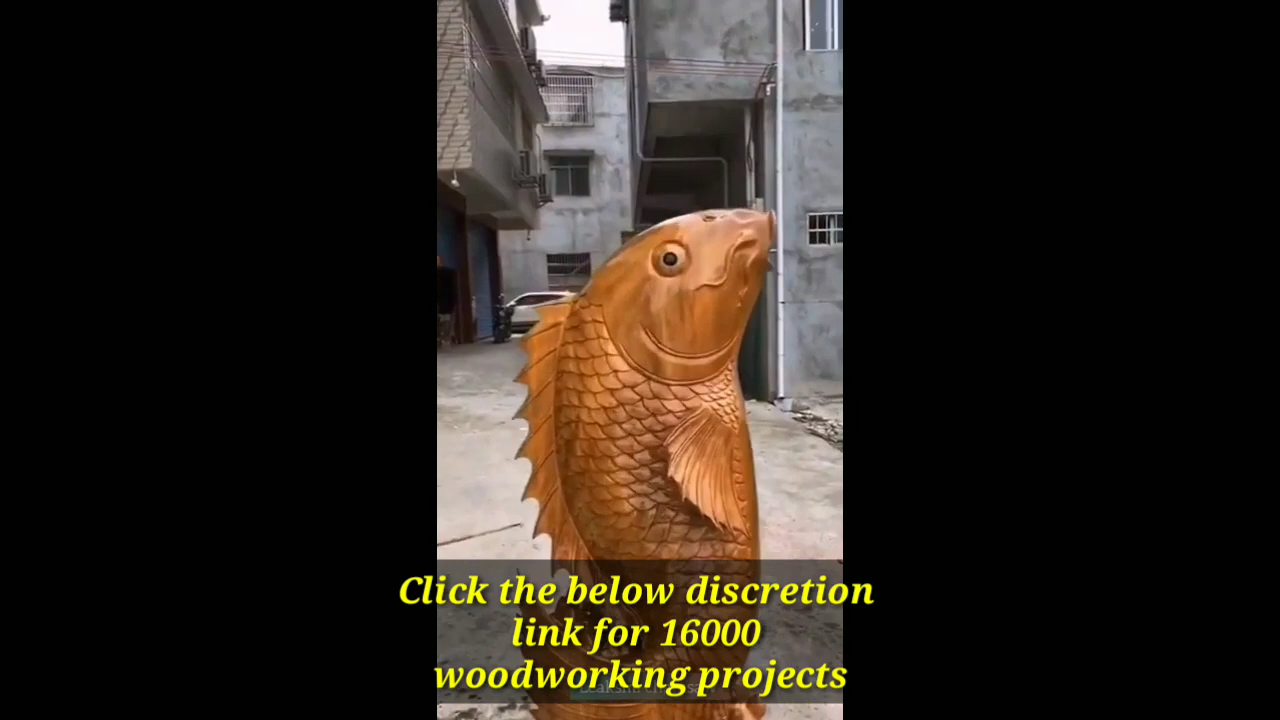 Click the below discretion
link for 16000
woodworking projects